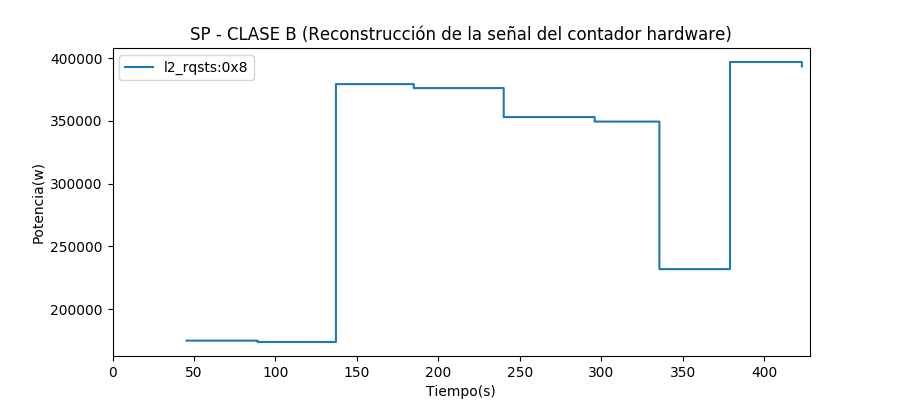 SP - CLASE B (Reconstrucción de la señal del contador hardware)
l2_rqsts:0x8
400000
350000
300000
250000
200000
Potencia(w)
0 50 100 150 200 250 300 350 400
Tiempo(s)